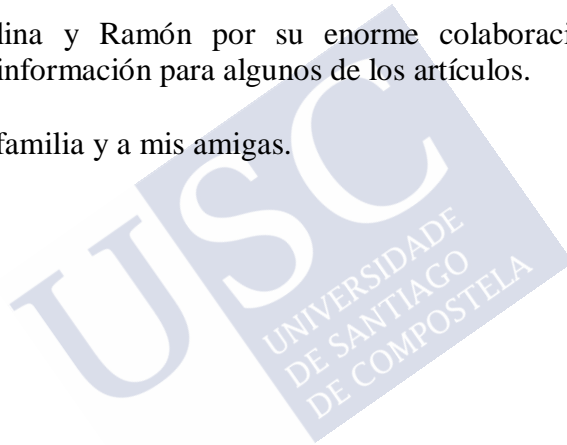 lina y Ramón por su enorme colaboraci
información para algunos de los artículos.
familia y a mis amigas.
USC
UNIVERSIDADE
DE SANTIAGO
DE COMPOSTELA